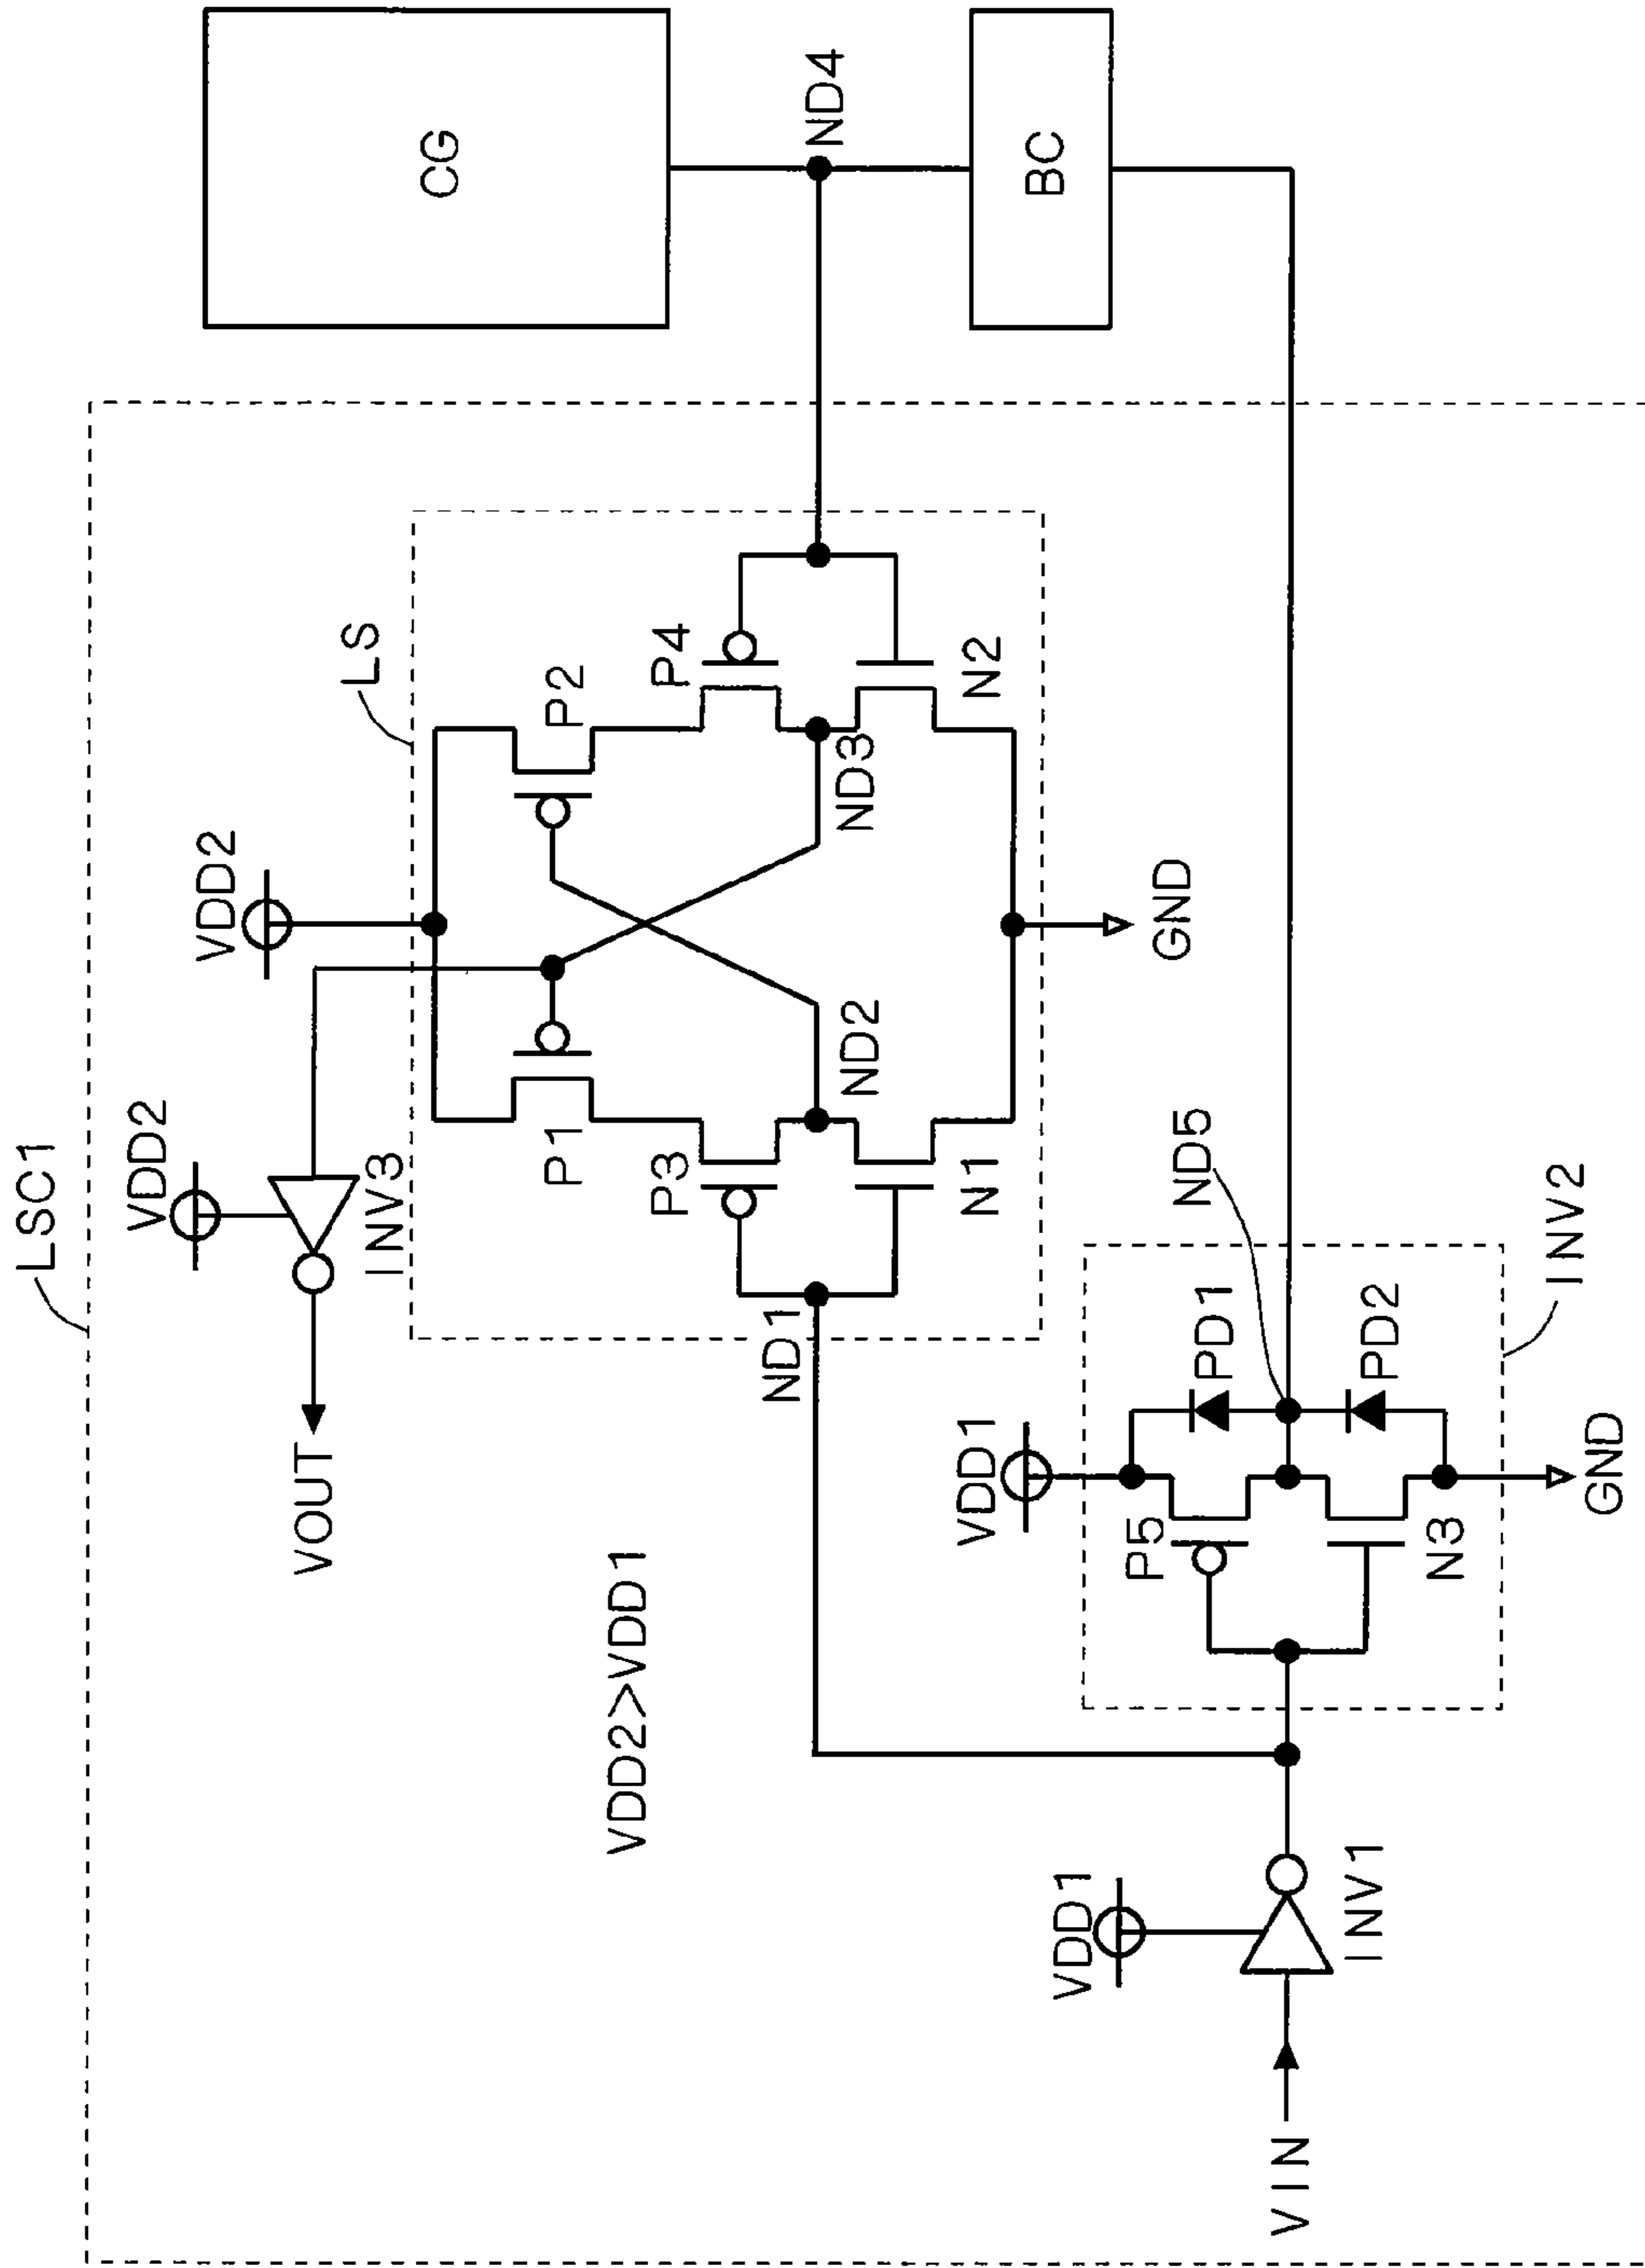 LSC1
VDD2
VDD2
LS
CG
INV3
VOUT
P1
P2
P3
P4
ND4
ND1
ND2
ND3
N1
N2
BC
VDD2>VDD1
GND
VDD1
ND5
VDD1
P5
PD1
VIN
INV1
N3
PD2
INV2
GND